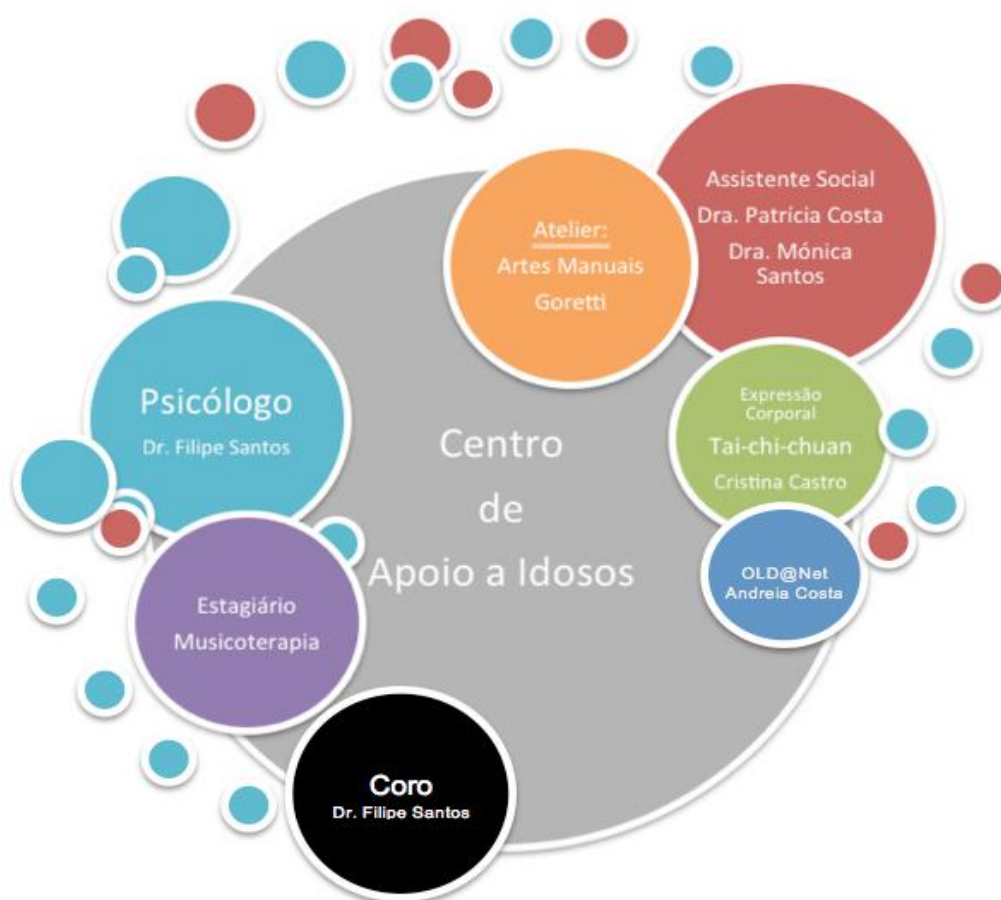 Assistente Social
Dra. Patrícia Costa
Dra. Mónica
Santos
Atelier:
Artes Manuais
Goretti
Psicólogo
Dr. Filipe Santos
Expressão
Corporal
Tai-chi-chuan
Cristina Castro
Centro
de
Apoio a Idosos
OLD@Net
Andreia Costa
Estagiário
Musicoterapia
Coro
Dr. Filipe Santos